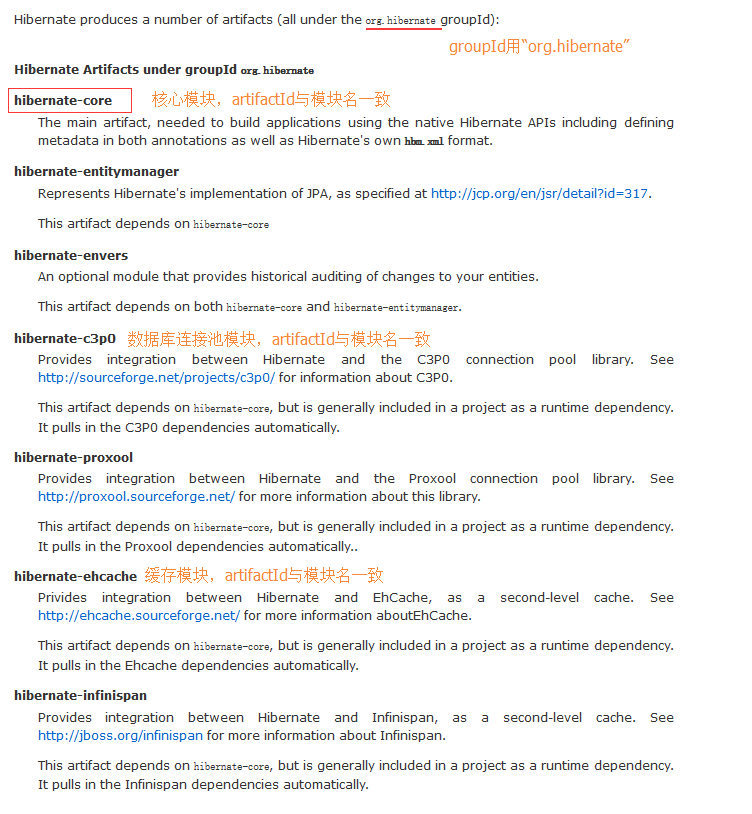 Hibernate produces a number of artifacts (all under the org.hibernate groupId):
groupId用“org.hibernate”
Hibernate Artifacts under groupId org.hibernate
hibernate-core 核心模块，artifactId与模块名一致
The main artifact, needed to build applications using the native Hibernate APIs including defining
metadata in both annotations as well as Hibernate's own hbm.xml format.
hibernate-entitymanager
Represents Hibernate's implementation of JPA, as specified at http://jcp.org/en/jsr/detail?id=317.
This artifact depends on hibernate-core
hibernate-envers
An optional module that provides historical auditing of changes to your entities.
This artifact depends on both hibernate-core and hibernate-entitymanager.
hibernate-c3p0 数据库连接池模块，artifactId与模块名一致
Provides integration between Hibernate and the C3P0 connection pool library. See
http://sourceforge.net/projects/c3p0/ for information about C3P0.
This artifact depends on hibernate-core, but is generally included in a project as a runtime dependency.
It pulls in the C3P0 dependencies automatically.
hibernate-proxool
Provides integration between Hibernate and the Proxool connection pool library. See
http://proxool.sourceforge.net/ for more information about this library.
This artifact depends on hibernate-core, but is generally included in a project as a runtime dependency.
It pulls in the Proxool dependencies automatically..
hibernate-ehcache 缓存模块，artifactId与模块名一致
Privides integration between Hibernate and EhCache, as a second-level cache. See
http://ehcache.sourceforge.net/ for more information aboutEhCache.
This artifact depends on hibernate-core, but is generally included in a project as a runtime dependency.
It pulls in the Ehcache dependencies automatically.
hibernate-infinispan
Provides integration between Hibernate and Infinispan, as a second-level cache. See
http://jboss.org/infinispan for more information about Infinispan.
This artifact depends on hibernate-core, but is generally included in a project as a runtime dependency.
It pulls in the Infinispan dependencies automatically.